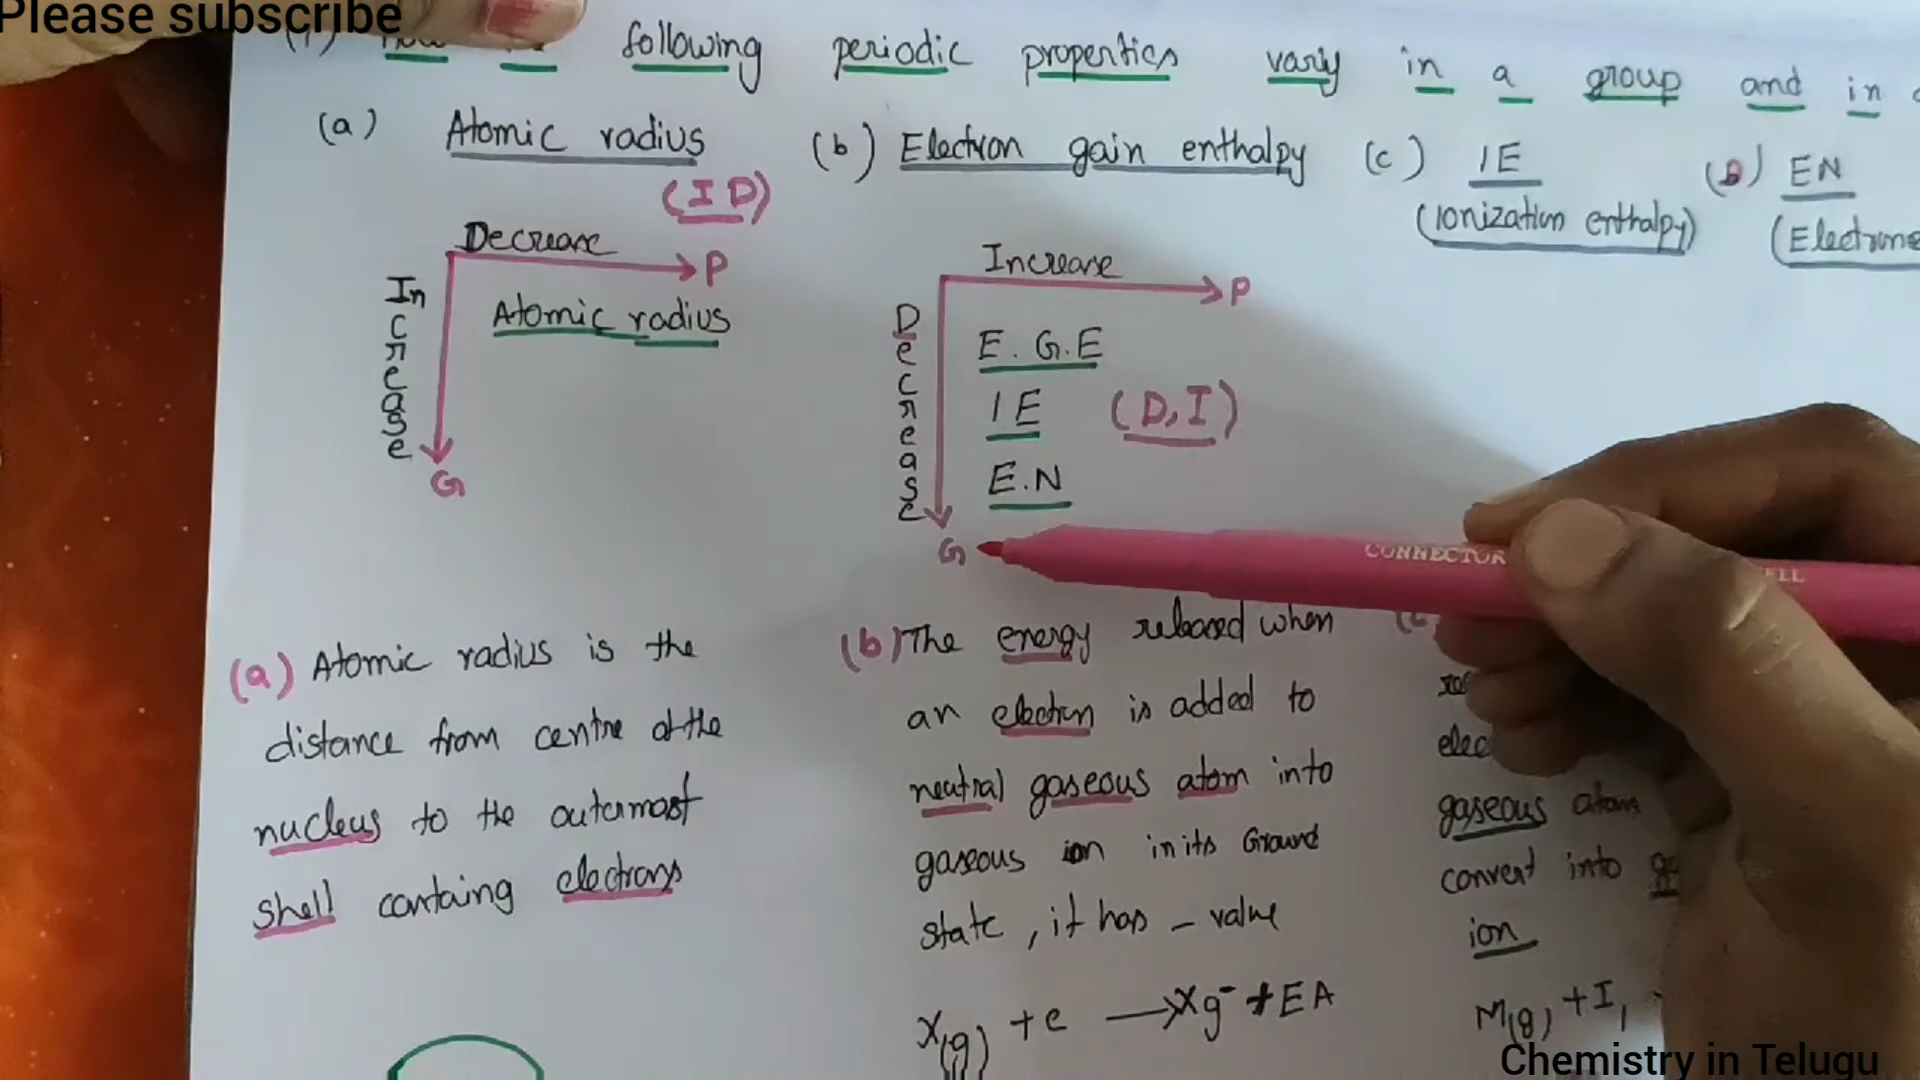 Please subscribe
following periodic properties vary in a group and in
(a) Atomic radius (b) Electron gain enthalpy (c) IE EN
(Ionization enthalpy)
(ID)
Decrease
P
Increase
Atomic radius
G
Increase
P
Decrease
E.G.E
IE (D,I)
E.N
G
CONNECTOR
(a) Atomic radius is the
distance from centre of the
nucleus to the outermost
shell containg electrons
(b) The energy released when
an electron is added to
neutral gaseous atom into
gaseous ion in its Ground
state, it has - value
X(g) + e → Xg⁻ + EA
gaseous atom
convert into
ion
M(g) + I₁
Chemistry in Telugu